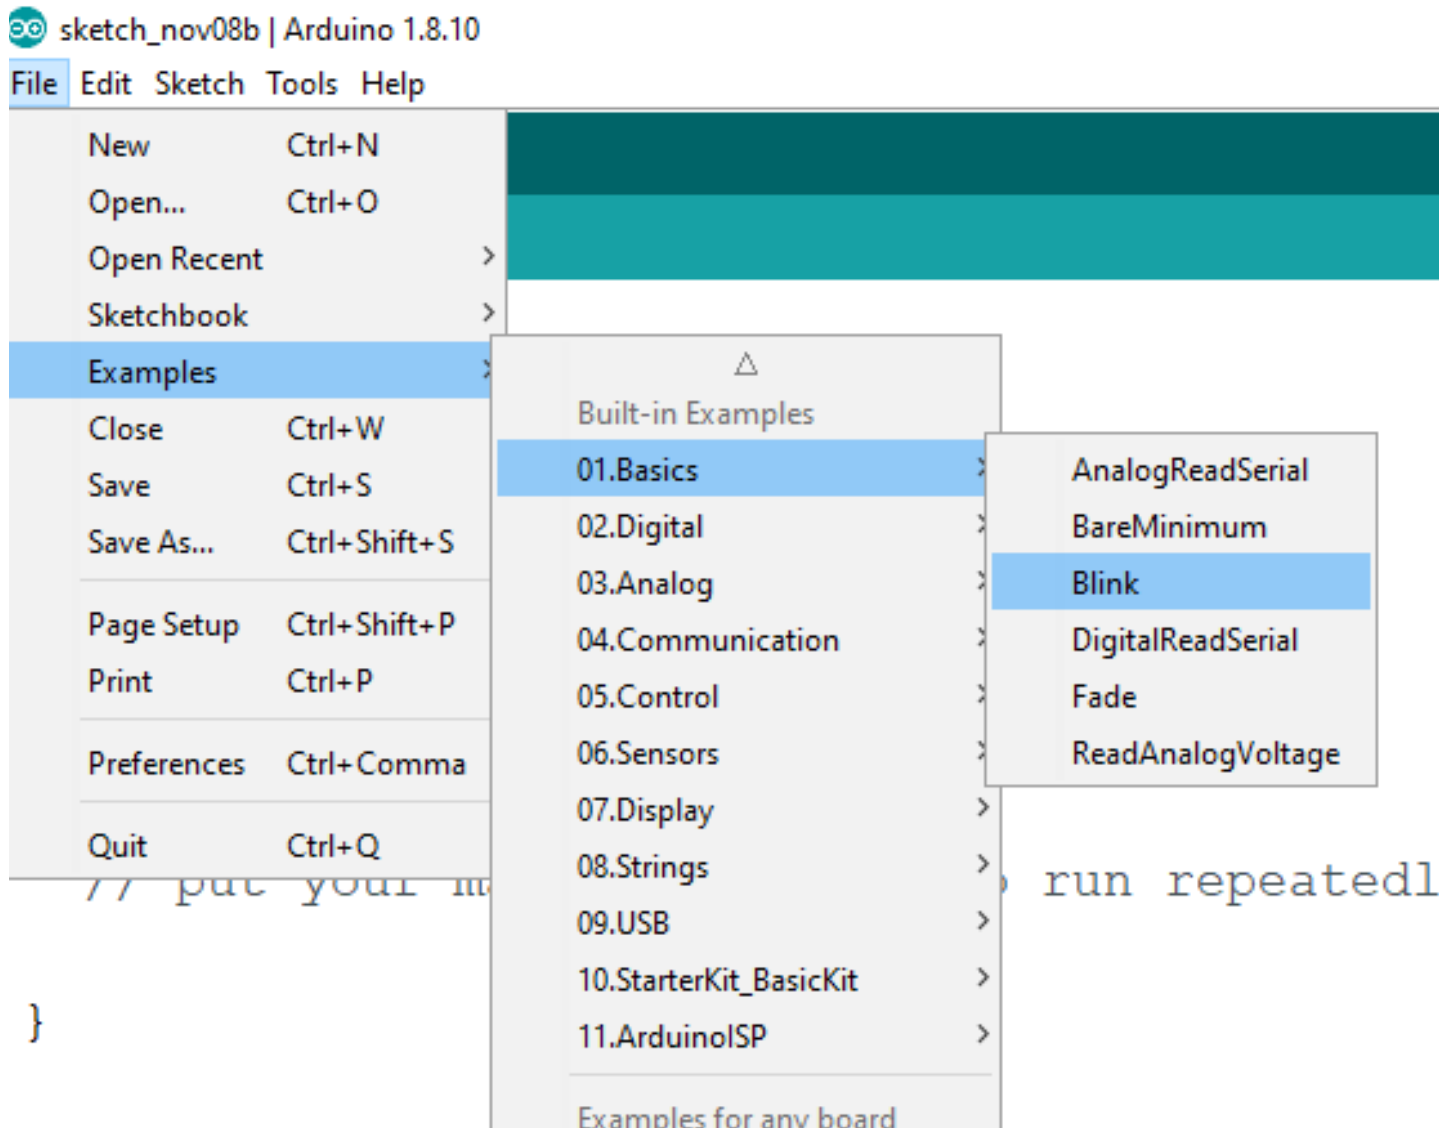 sketch_nov08b | Arduino 1.8.10
File Edit Sketch Tools Help
New Ctrl+N
Open... Ctrl+O
Open Recent
Sketchbook
Examples
Close Ctrl+W
Save Ctrl+S
Save As... Ctrl+Shift+S
Page Setup Ctrl+Shift+P
Print Ctrl+P
Preferences Ctrl+Comma
Quit Ctrl+Q
Built-in Examples
01.Basics
02.Digital
03.Analog
04.Communication
05.Control
06.Sensors
07.Display
08.Strings
09.USB
10.StarterKit_BasicKit
11.ArduinoISP
Examples for any board
AnalogReadSerial
BareMinimum
Blink
DigitalReadSerial
Fade
ReadAnalogVoltage
// put your run
}